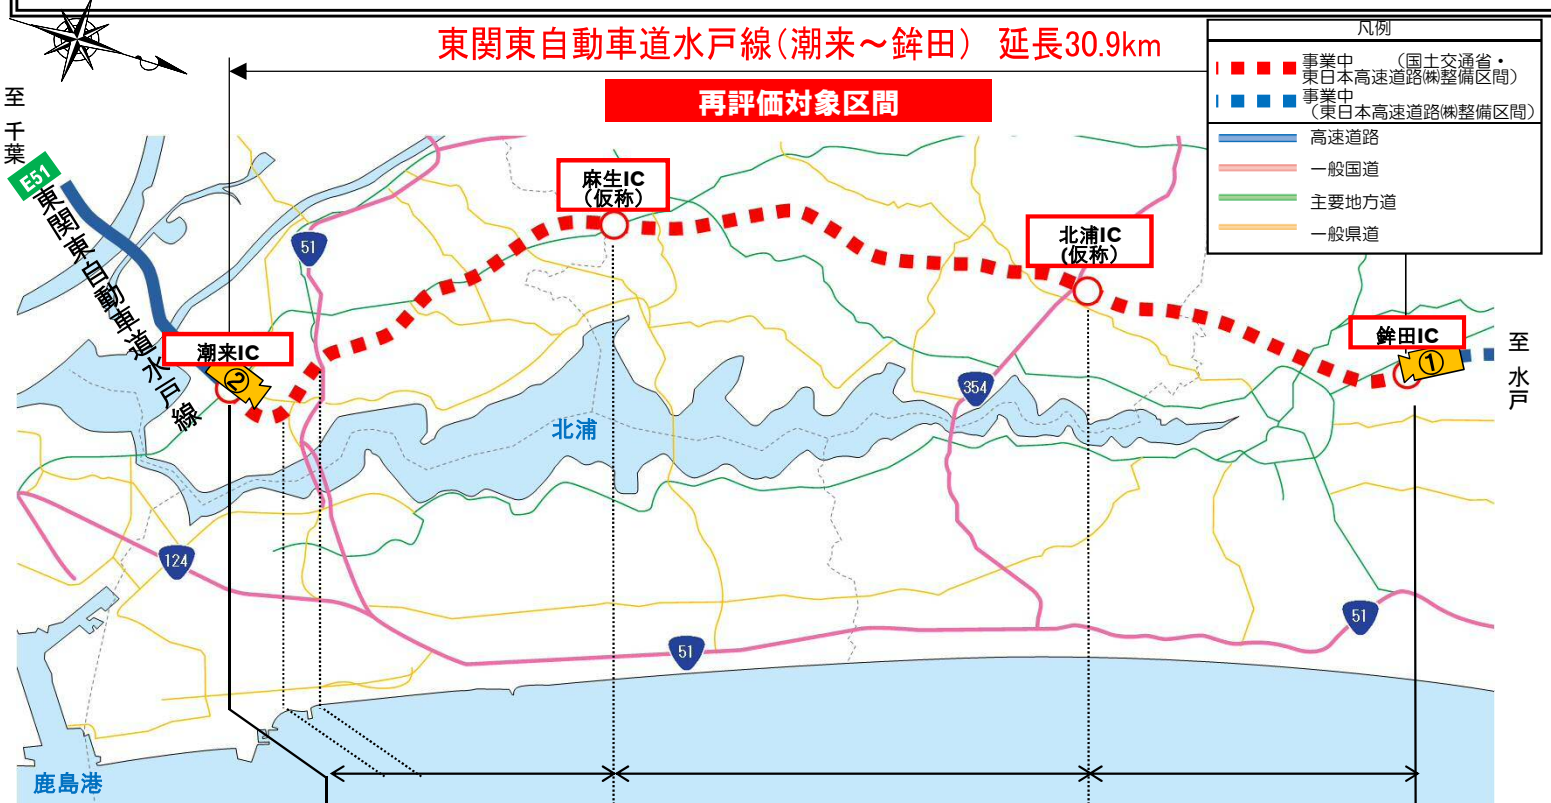 東関東自動車道水戸線(潮来～鉾田) 延長30.9km
再評価対象区間
凡例
事業中 (国土交通省・
東日本高速道路㈱整備区間)
事業中
(東日本高速道路㈱整備区間)
高速道路
一般国道
主要地方道
一般県道
至 千葉
E51
東関東自動車道水戸線
51
麻生IC
(仮称)
北浦IC
(仮称)
潮来IC
②
鉾田IC
①
至 水戸
354
北浦
124
51
51
鹿島港